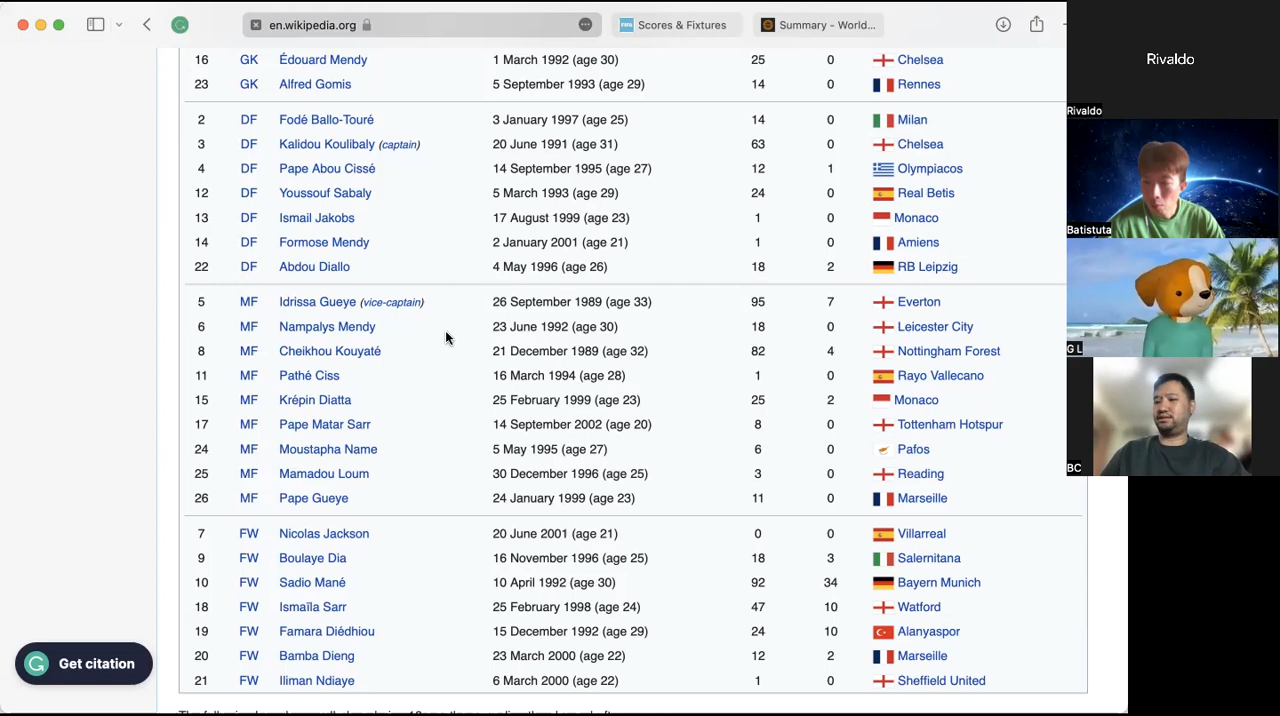 en.wikipedia.org
Scores & Fixtures
Summary - World...
16 GK Édouard Mendy 1 March 1992 (age 30) 25 0 Chelsea
23 GK Alfred Gomis 5 September 1993 (age 29) 14 0 Rennes
2 DF Fodé Ballo-Touré 3 January 1997 (age 25) 14 0 Milan
3 DF Kalidou Koulibaly (captain) 20 June 1991 (age 31) 63 0 Chelsea
4 DF Pape Abou Cissé 14 September 1995 (age 27) 12 1 Olympiacos
12 DF Youssouf Sabaly 5 March 1993 (age 29) 24 0 Real Betis
13 DF Ismail Jakobs 17 August 1999 (age 23) 1 0 Monaco
14 DF Formose Mendy 2 January 2001 (age 21) 1 0 Amiens
22 DF Abdou Diallo 4 May 1996 (age 26) 18 2 RB Leipzig
5 MF Idrissa Gueye (vice-captain) 26 September 1989 (age 33) 95 7 Everton
6 MF Nampalys Mendy 23 June 1992 (age 30) 18 0 Leicester City
8 MF Cheikhou Kouyaté 21 December 1989 (age 32) 82 4 Nottingham Forest
11 MF Pathé Ciss 16 March 1994 (age 28) 1 0 Rayo Vallecano
15 MF Krépin Diatta 25 February 1999 (age 23) 25 2 Monaco
17 MF Pape Matar Sarr 14 September 2002 (age 20) 8 0 Tottenham Hotspur
24 MF Moustapha Name 5 May 1995 (age 27) 6 0 Pafos
25 MF Mamadou Loum 30 December 1996 (age 25) 3 0 Reading
26 MF Pape Gueye 24 January 1999 (age 23) 11 0 Marseille
7 FW Nicolas Jackson 20 June 2001 (age 21) 0 0 Villarreal
9 FW Boulaye Dia 16 November 1996 (age 25) 18 3 Salernitana
10 FW Sadio Mané 10 April 1992 (age 30) 92 34 Bayern Munich
18 FW Ismaïla Sarr 25 February 1998 (age 24) 47 10 Watford
19 FW Famara Diédhiou 15 December 1992 (age 29) 24 10 Alanyaspor
20 FW Bamba Dieng 23 March 2000 (age 22) 12 2 Marseille
21 FW Iliman Ndiaye 6 March 2000 (age 22) 1 0 Sheffield United
Get citation
Rivaldo
Rivaldo
Batistuta
G L
BC